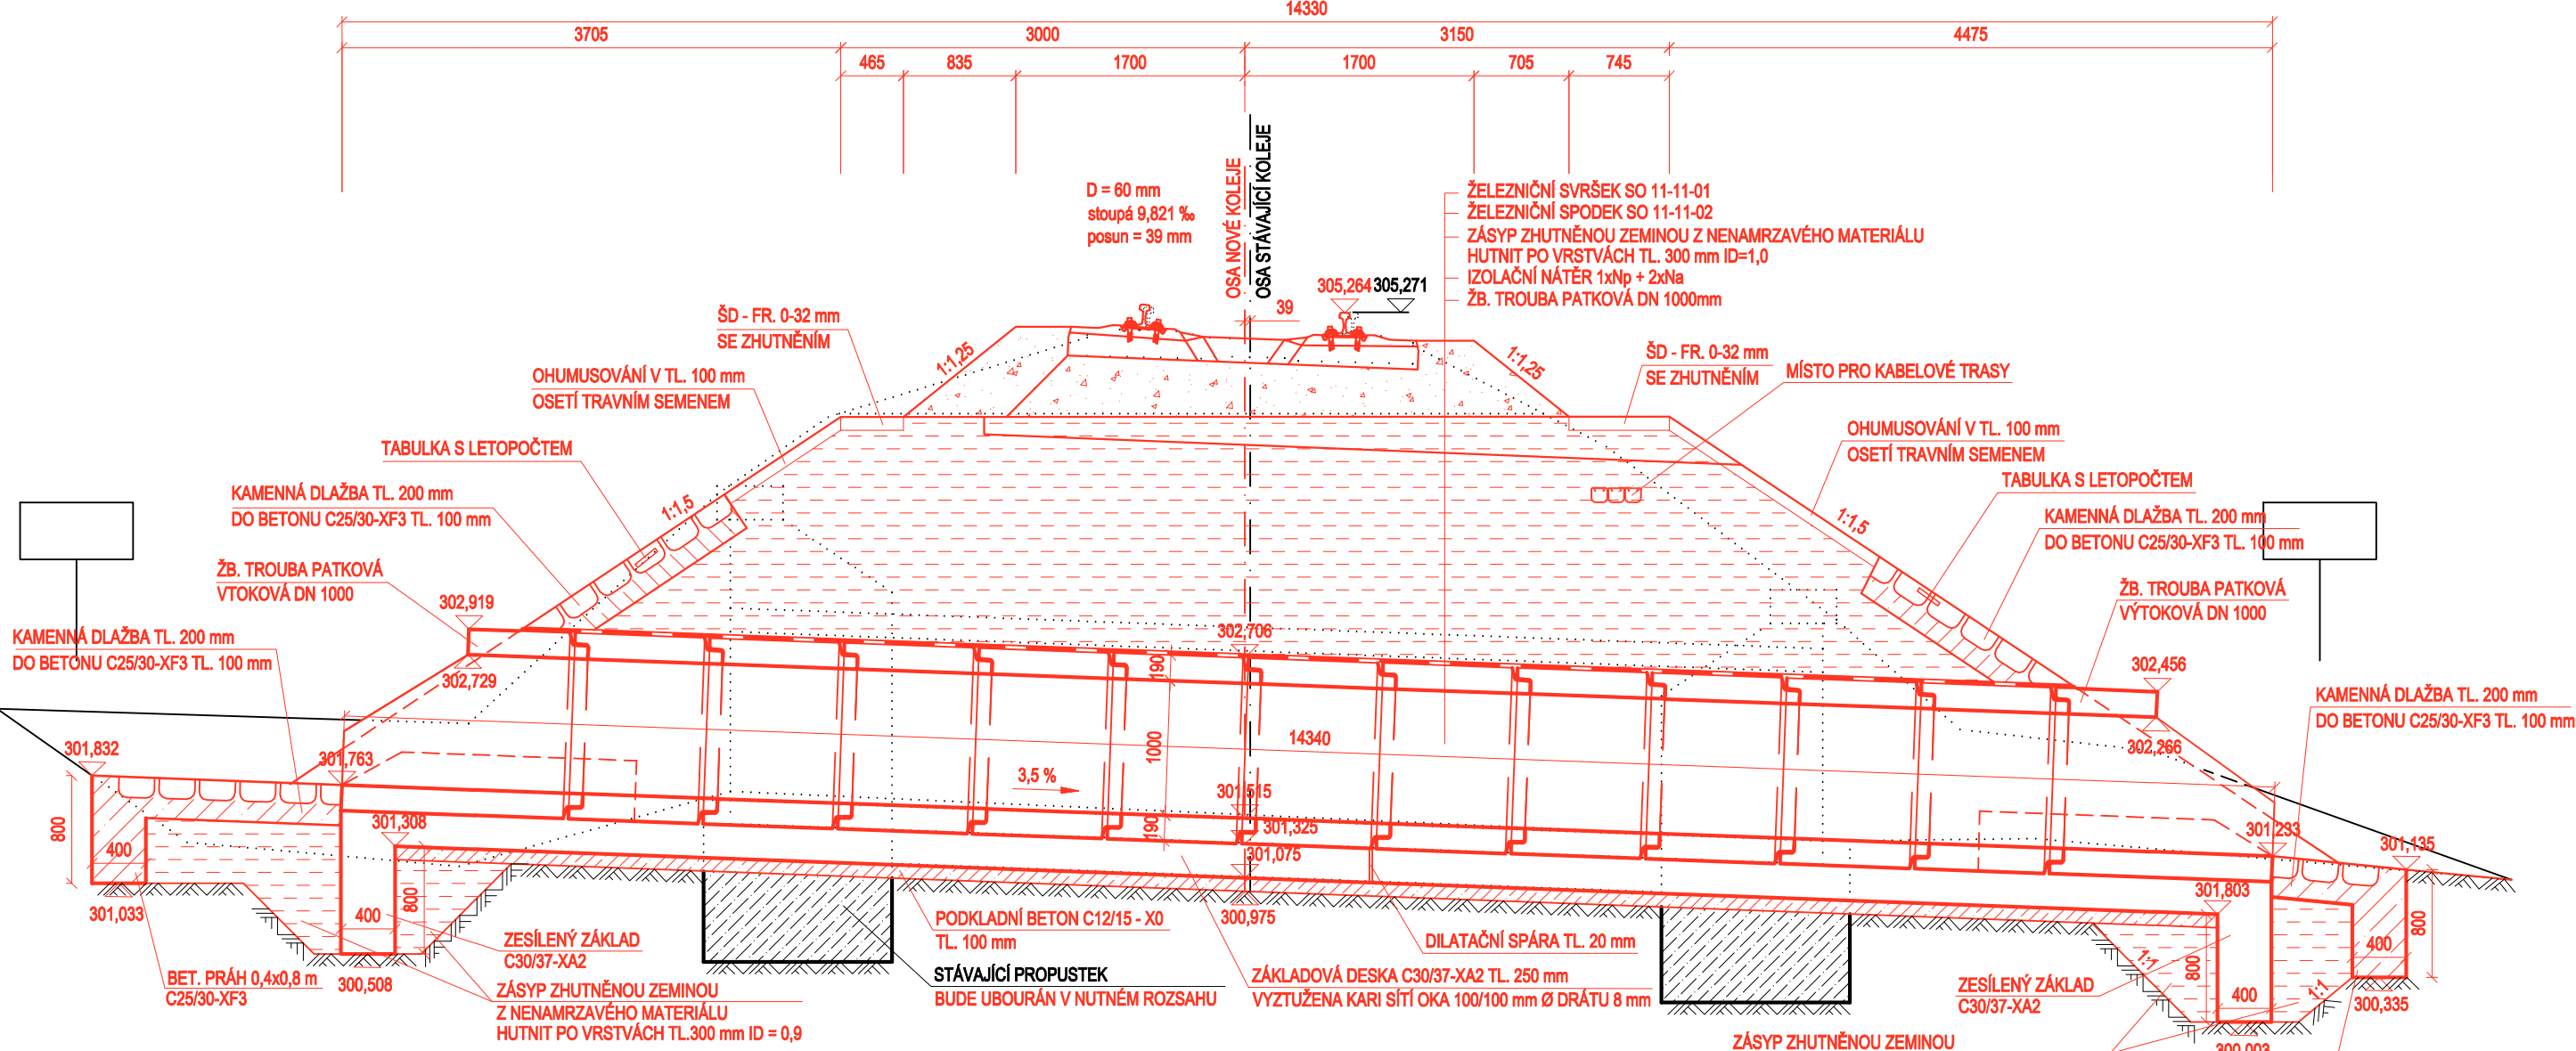 14330
3705
3000
3150
4475
465
835
1700
1700
705
745
OSA NOVÉ KOLEJE
OSA STÁVAJÍCÍ KOLEJE
D = 60 mm
stoupá 9,821 ‰
posun = 39 mm
ŽELEZNIČNÍ SVRŠEK SO 11-11-01
ŽELEZNIČNÍ SPODEK SO 11-11-02
ZÁSYP ZHUTNĚNOU ZEMINOU Z NENAMRZAVÉHO MATERIÁLU
HUTNIT PO VRSTVÁCH TL. 300 mm ID=1,0
IZOLAČNÍ NÁTĚR 1xNp + 2xNa
ŽB. TROUBA PATKOVÁ DN 1000mm
305,264
305,271
39
ŠD - FR. 0-32 mm
SE ZHUTNĚNÍM
1:1,25
1:1,25
ŠD - FR. 0-32 mm
SE ZHUTNĚNÍM
MÍSTO PRO KABELOVÉ TRASY
OHUMUSOVÁNÍ V TL. 100 mm
OSETÍ TRAVNÍM SEMENEM
OHUMUSOVÁNÍ V TL. 100 mm
OSETÍ TRAVNÍM SEMENEM
TABULKA S LETOPOČTEM
TABULKA S LETOPOČTEM
KAMENNÁ DLAŽBA TL. 200 mm
DO BETONU C25/30-XF3 TL. 100 mm
1:1,5
1:1,5
KAMENNÁ DLAŽBA TL. 200 mm
DO BETONU C25/30-XF3 TL. 100 mm
ŽB. TROUBA PATKOVÁ
VTOKOVÁ DN 1000
ŽB. TROUBA PATKOVÁ
VÝTOKOVÁ DN 1000
302,919
302,706
KAMENNÁ DLAŽBA TL. 200 mm
DO BETONU C25/30-XF3 TL. 100 mm
302,729
190
302,456
KAMENNÁ DLAŽBA TL. 200 mm
DO BETONU C25/30-XF3 TL. 100 mm
301,832
301,763
1000
14340
302,266
3,5 %
301,515
800
301,308
190
301,325
301,233
301,135
400
301,075
800
301,803
301,033
400
300,975
800
400
PODKLADNÍ BETON C12/15 - X0
TL. 100 mm
DILATAČNÍ SPÁRA TL. 20 mm
ZESÍLENÝ ZÁKLAD
C30/37-XA2
1:1
800
BET. PRÁH 0,4x0,8 m
C25/30-XF3
300,508
STÁVAJÍCÍ PROPUSTEK
BUDE UBOURÁN V NUTNÉM ROZSAHU
ZÁKLADOVÁ DESKA C30/37-XA2 TL. 250 mm
VYZTUŽENA KARI SÍTÍ OKA 100/100 mm Ø DRÁTU 8 mm
ZESÍLENÝ ZÁKLAD
C30/37-XA2
400
1:1
300,335
ZÁSYP ZHUTNĚNOU ZEMINOU
Z NENAMRZAVÉHO MATERIÁLU
HUTNIT PO VRSTVÁCH TL.300 mm ID = 0,9
ZÁSYP ZHUTNĚNOU ZEMINOU
300,003